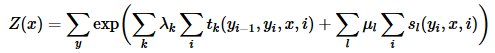 Z(x) = ∑_y exp(∑_k λ_k ∑_i t_k(y_{i−1}, y_i, x, i) + ∑_l μ_l ∑_i s_l(y_i, x, i))